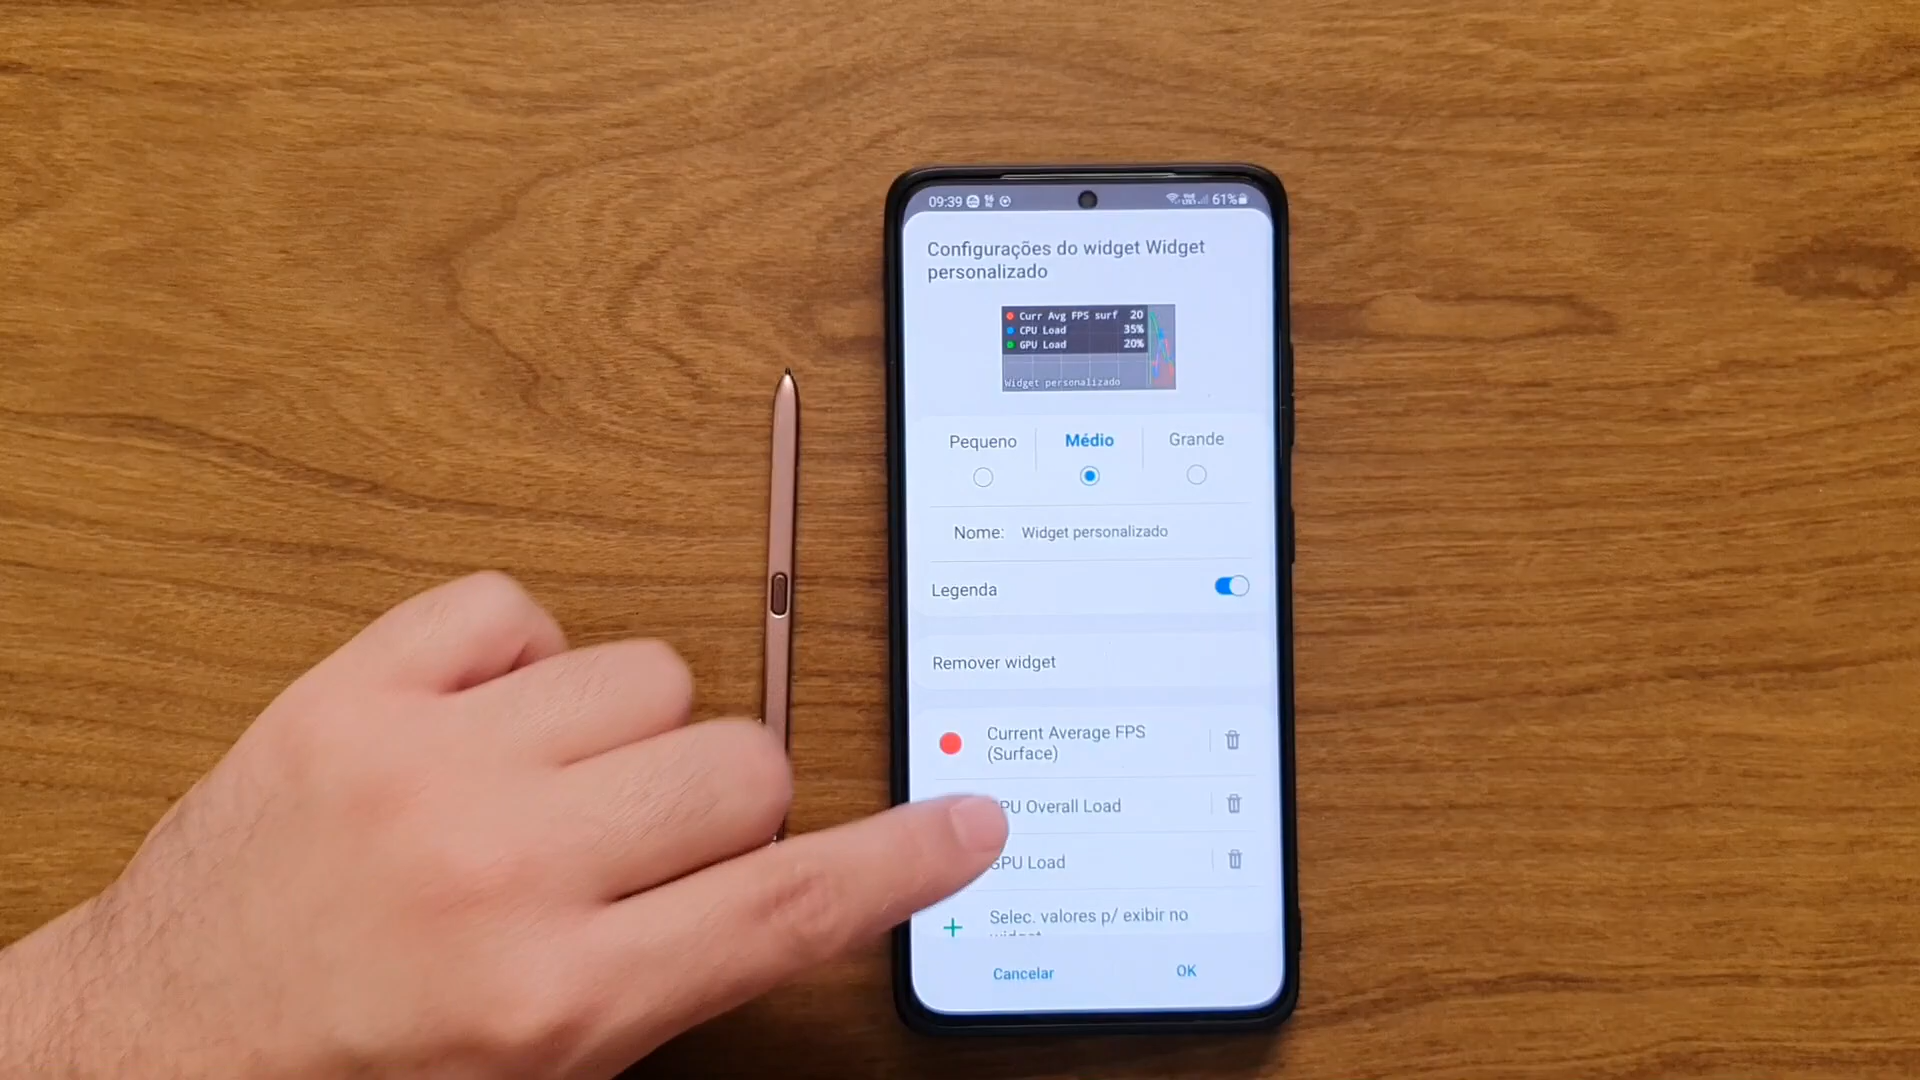 09:39
61%
Configurações do widget Widget
personalizado
Curr Avg FPS surf 20
CPU Load 35%
GPU Load 20%
Widget personalizado
Pequeno
Médio
Grande
Nome: Widget personalizado
Legenda
Remover widget
Current Average FPS
(Surface)
PU Overall Load
GPU Load
Selec. valores p/ exibir no
Cancelar
OK